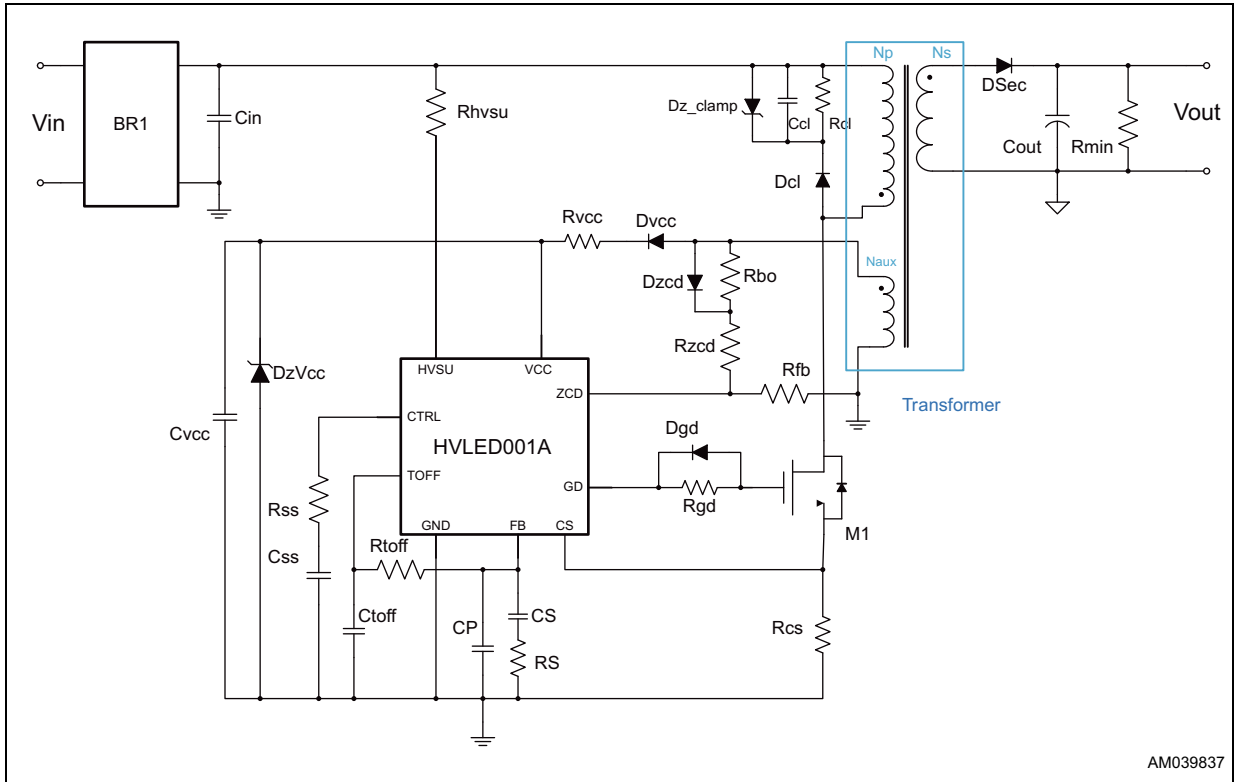 Np
Ns
DSec
Vin
BR1
Cin
Rhvsu
Dz_clamp
Ccl
Rcl
Cout
Rmin
Vout
Dcl
Rvcc
Dvcc
Naux
Dzcd
Rbo
Rzcd
DzVcc
HVSU
VCC
ZCD
Rfb
Transformer
Cvcc
CTRL
HVLED001A
Dgd
TOFF
GD
Rss
Rgd
GND
FB
CS
M1
Css
Rtoff
Ctoff
CP
CS
RS
Rcs
AM039837